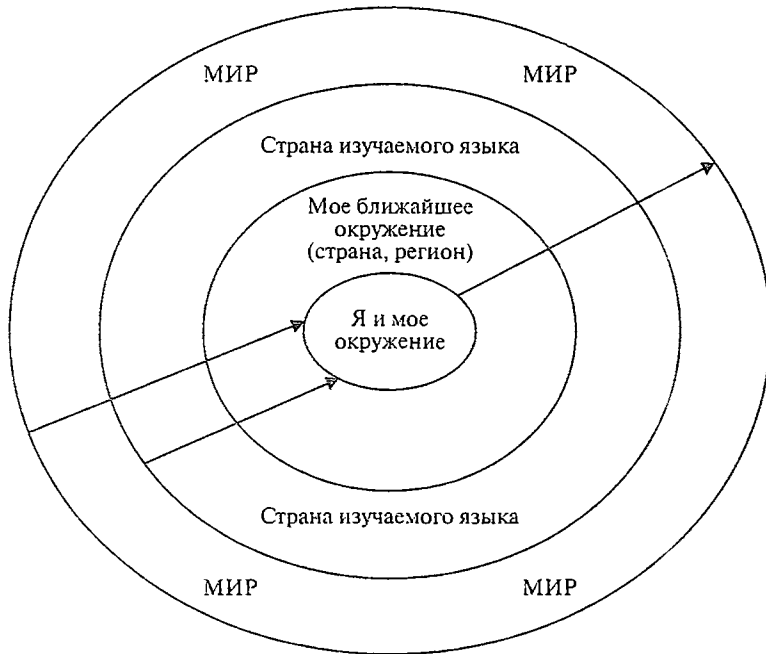 МИР МИР
Страна изучаемого языка
Мое ближайшее
окружение
(страна, регион)
Я и мое
окружение
Страна изучаемого языка
МИР МИР